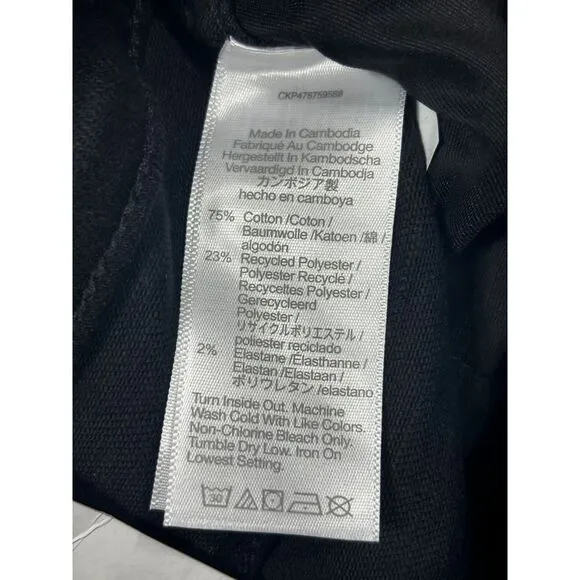 CKP479759588
Made In Cambodia
Fabriqué Au Cambodge
Hergestellt In Kambodscha
Vervaardigd In Cambodja
カンボジア製
hecho en camboya
75% Cotton /Coton /
Baumwolle /Katoen /綿 /
algodón
23% Recycled Polyester /
Polyester Recyclé /
Recycettes Polyester /
Gerecycleerd
Polyester /
リサイクルポリエステル /
poliester reciclado
2% Elastane /Elasthanne /
Elastan /Elastaan /
ポリウレタン /elastano
Turn Inside Out. Machine
Wash Cold With Like Colors.
Non-Chlorine Bleach Only.
Tumble Dry Low. Iron On
Lowest Setting.
30